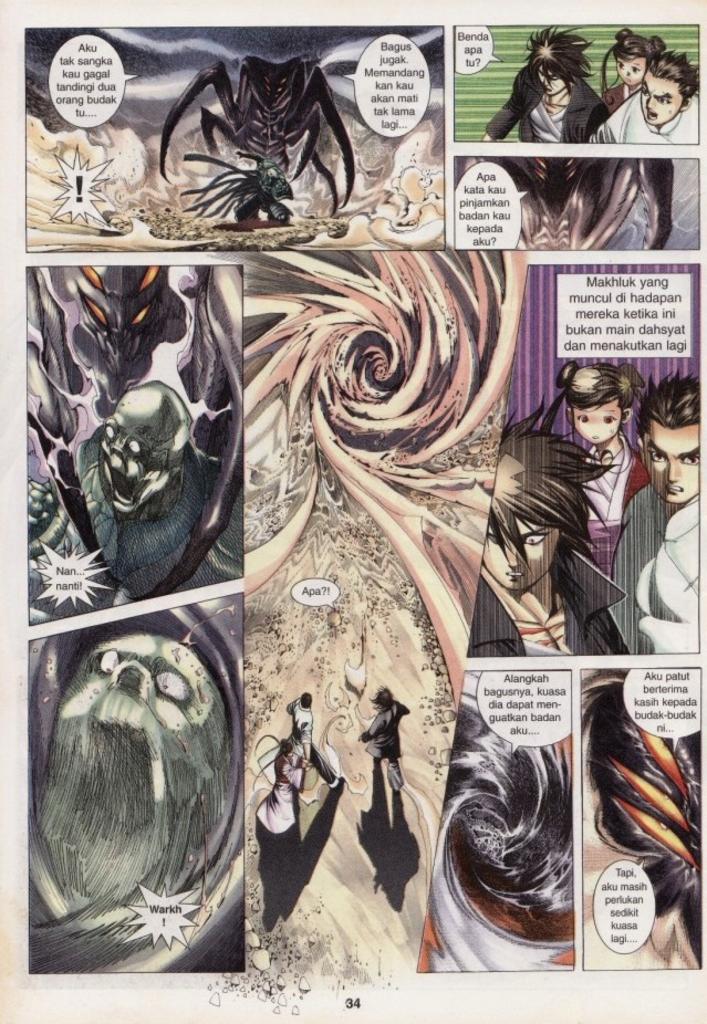 Aku
tak sangka
kau gagal
tandingi dua
orang budak
tu....
Bagus
jugak.
Memandang
kan kau
akan mati
tak lama
lagi...
!
Benda
apa
tu?
Apa
kata kau
pinjamkan
badan kau
kepada
aku?
Nan...
nanti!
Warkh
!
Apa?!
Makhluk yang
muncul di hadapan
mereka ketika ini
bukan main dahsyat
dan menakutkan lagi
Alangkah
bagusnya, kuasa
dia dapat men-
guatkan badan
aku....
Aku patut
berterima
kasih kepada
budak-budak
ni...
Tapi,
aku masih
perlukan
sedikit
kuasa
lagi....
34